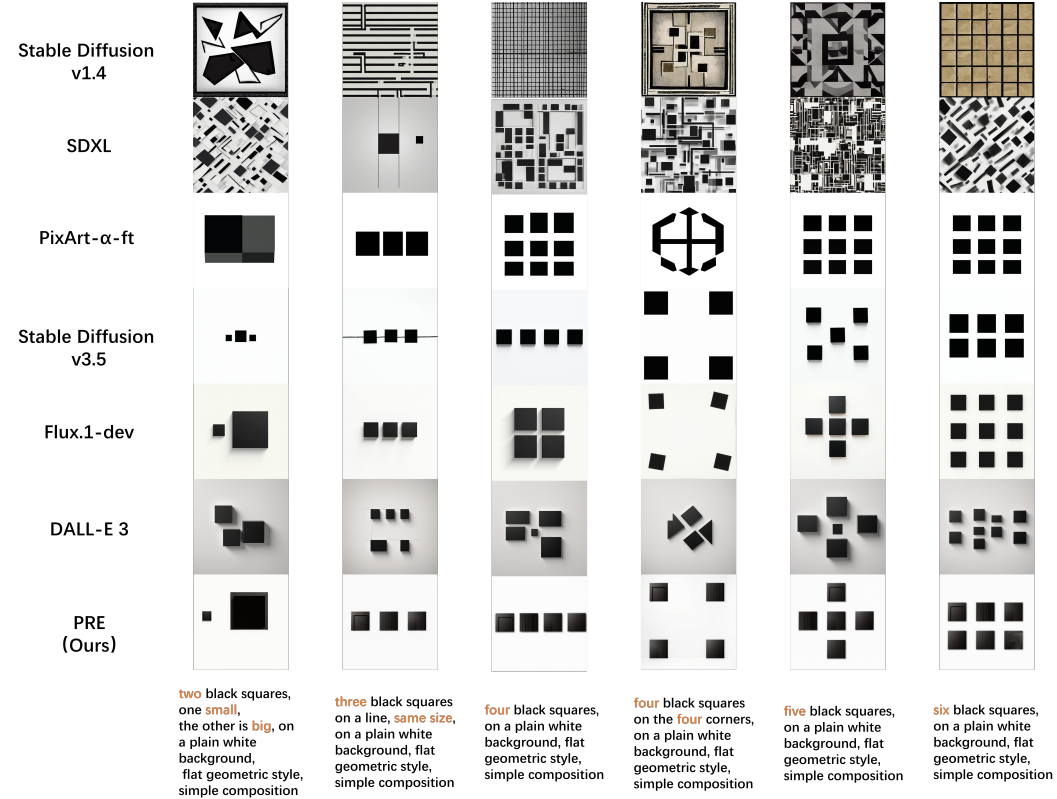 Stable Diffusion
v1.4
SDXL
PixArt-α-ft
Stable Diffusion
v3.5
Flux.1-dev
DALL-E 3
PRE
(Ours)
two black squares,
one small,
the other is big, on
a plain white
background,
flat geometric style,
simple composition
three black squares
on a line, same size,
on a plain white
background, flat
geometric style,
simple composition
four black squares,
on a plain white
background, flat
geometric style,
simple composition
four black squares
on the four corners,
on a plain white
background, flat
geometric style,
simple composition
five black squares,
on a plain white
background, flat
geometric style,
simple composition
six black squares,
on a plain white
background, flat
geometric style,
simple composition